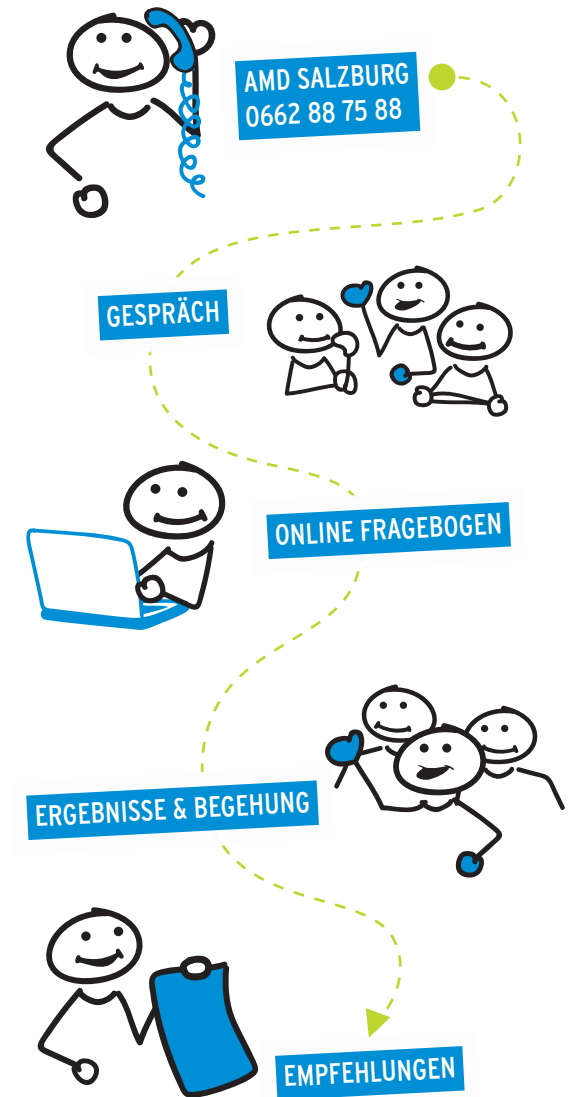 AMD SALZBURG
0662 88 75 88
GESPRÄCH
ONLINE FRAGEBOGEN
ERGEBNISSE & BEGEHUNG
EMPFEHLUNGEN